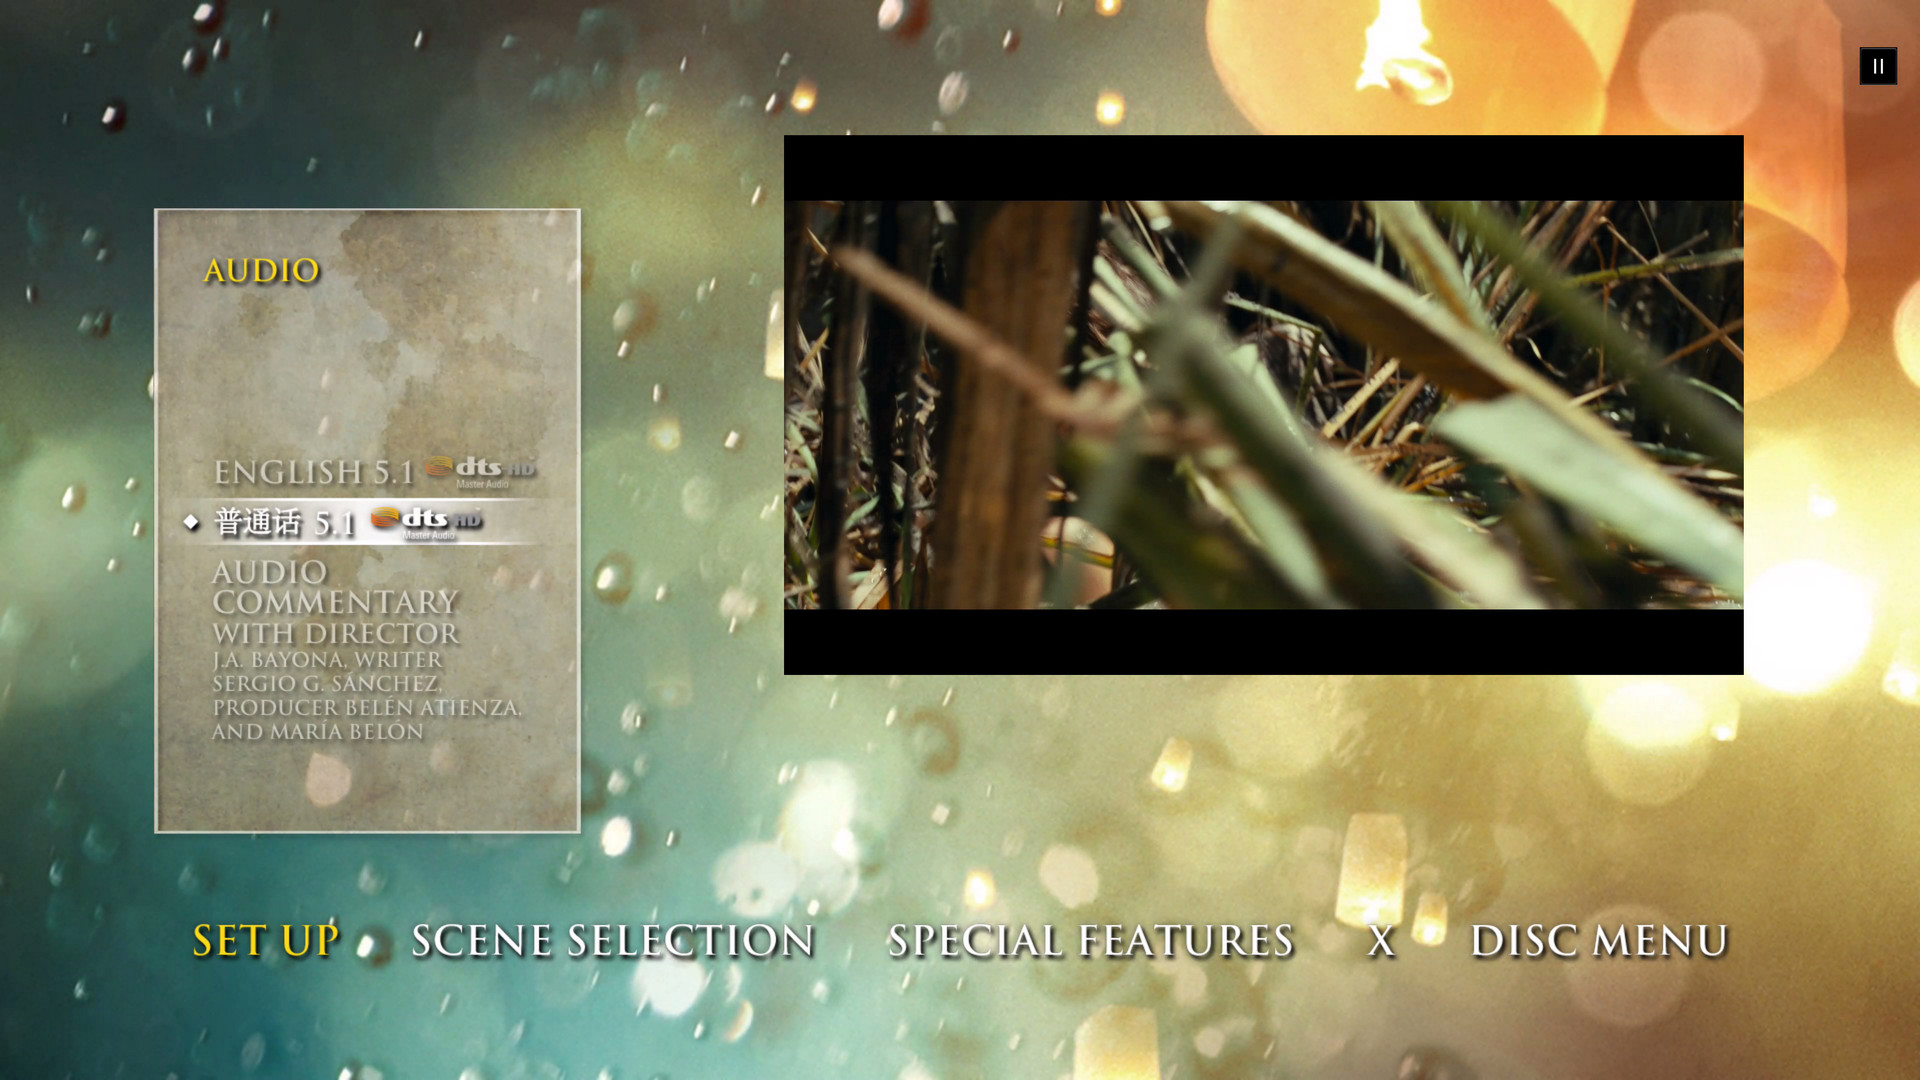 AUDIO
ENGLISH 5.1 dts-HD
Master Audio
普通话 5.1 dts-HD
Master Audio
AUDIO
COMMENTARY
WITH DIRECTOR
J.A. BAYONA, WRITER
SERGIO G. SÁNCHEZ,
PRODUCER BELÉN ATIENZA,
AND MARÍA BELÓN
SET UP SCENE SELECTION SPECIAL FEATURES X DISC MENU